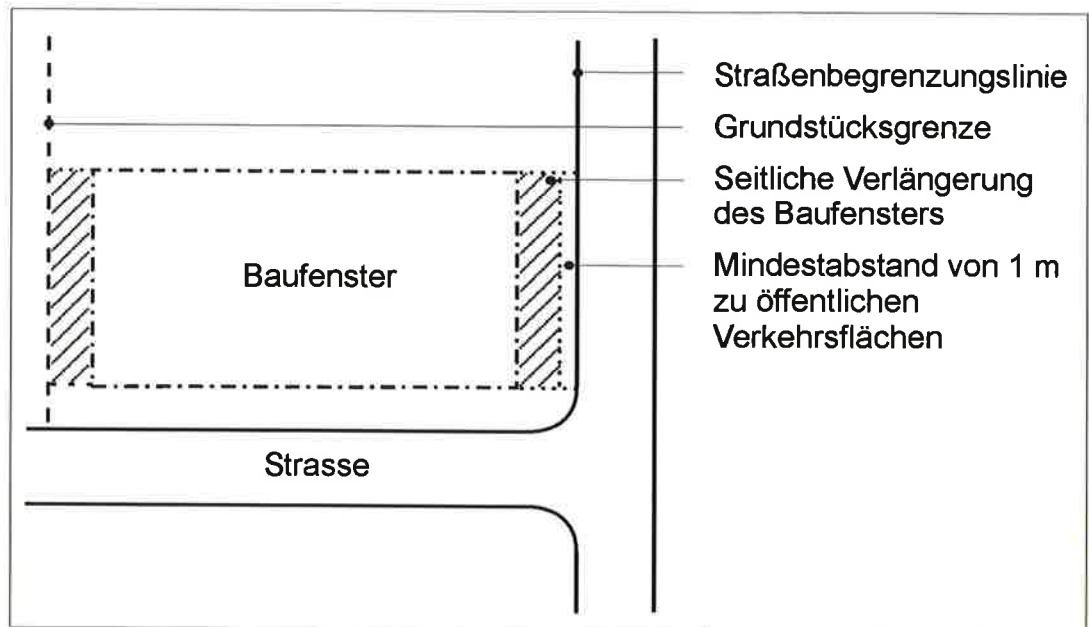 Straßenbegrenzungslinie
Grundstücksgrenze
Seitliche Verlängerung
des Baufensters
Mindestabstand von 1 m
zu öffentlichen
Verkehrsflächen
Baufenster
Strasse